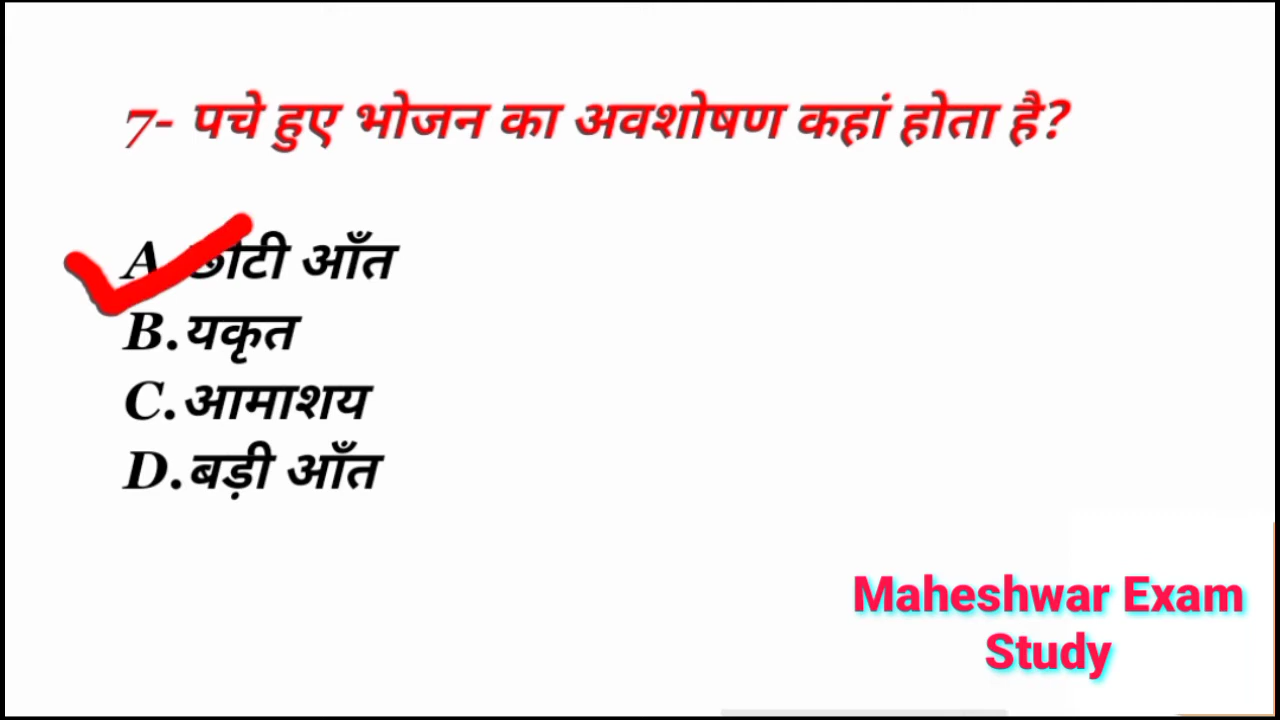 7- पचे हुए भोजन का अवशोषण कहां होता है?
A.छोटी आँत
B.यकृत
C.आमाशय
D.बड़ी आँत
Maheshwar Exam
Study